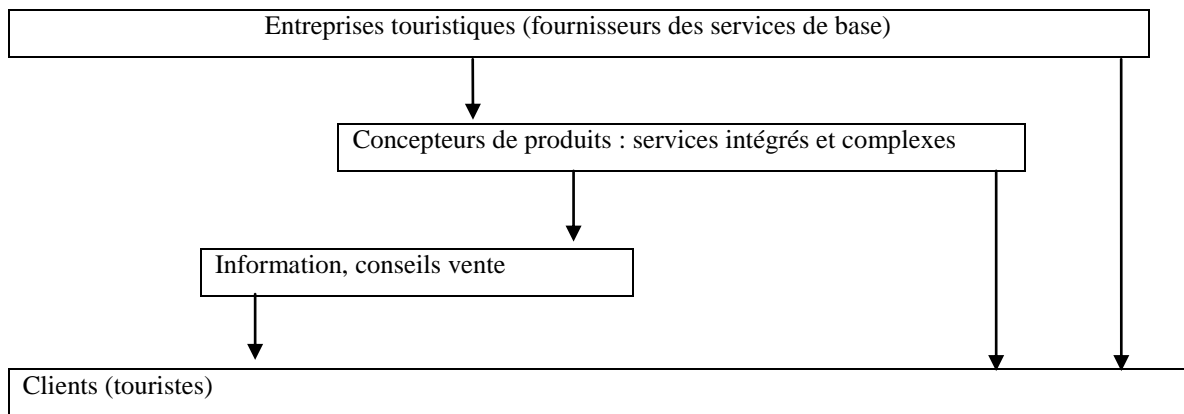 Entreprises touristiques (fournisseurs des services de base)
Concepteurs de produits : services intégrés et complexes
Information, conseils vente
Clients (touristes)